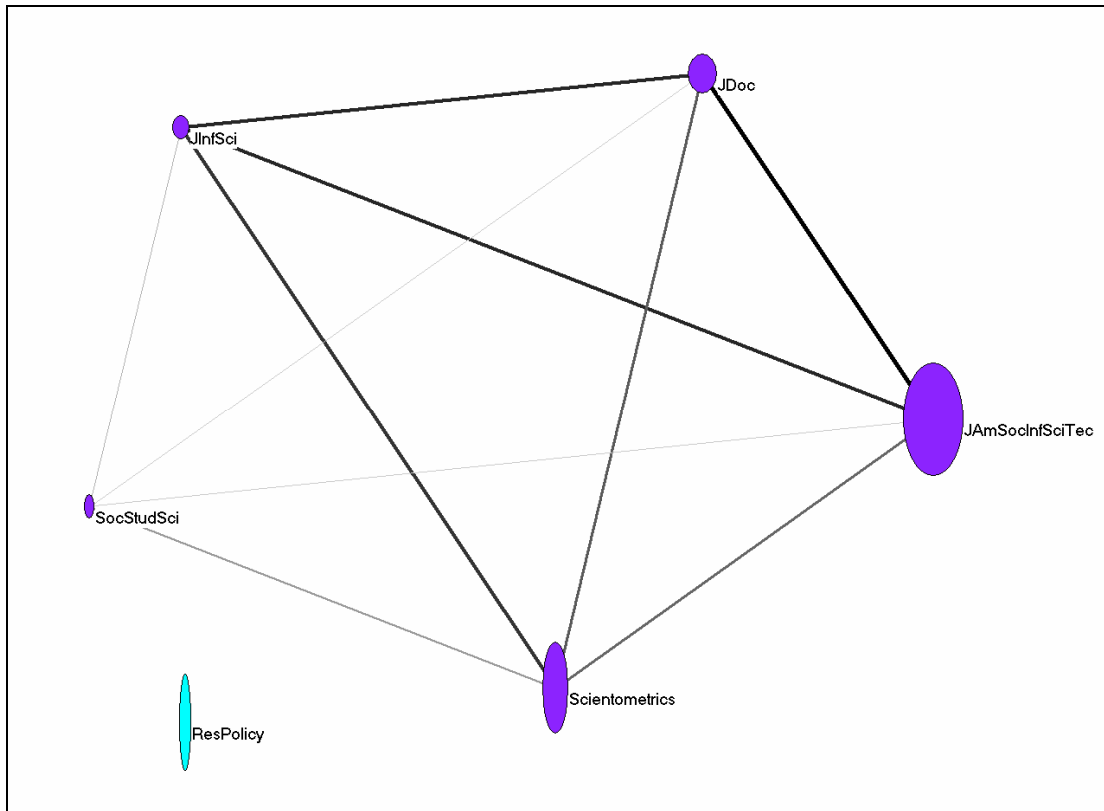 JDoc
JInfSci
JAmSocInfSciTec
SocStudSci
Scientometrics
ResPolicy